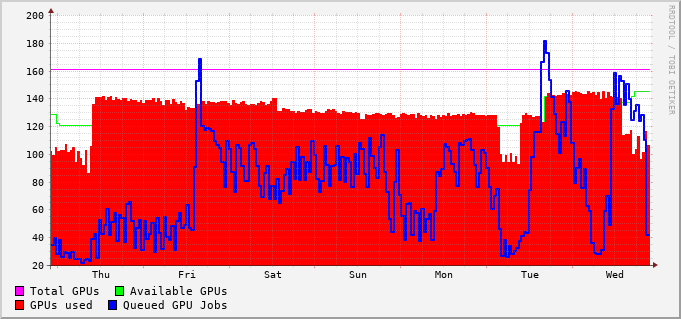 200
180
160
140
120
100
80
60
40
20
Thu Fri Sat Sun Mon Tue Wed
Total GPUs Available GPUs
GPUs used Queued GPU Jobs
RRDTOOL / TOBI OETIKER